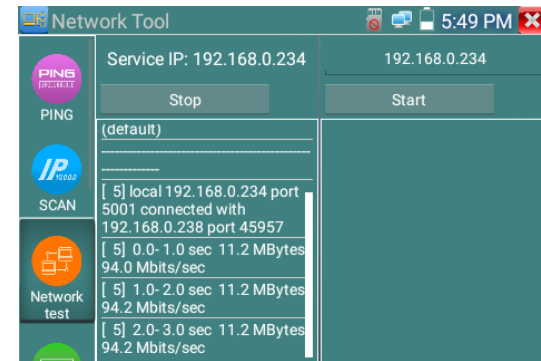 Network Tool
5:49 PM
PING
PING
SCAN
Network
test
Service IP: 192.168.0.234
Stop
(default)
[ 5] local 192.168.0.234 port
5001 connected with
192.168.0.238 port 45957
[ 5] 0.0- 1.0 sec 11.2 MBytes
94.0 Mbits/sec
[ 5] 1.0- 2.0 sec 11.2 MBytes
94.2 Mbits/sec
[ 5] 2.0- 3.0 sec 11.2 MBytes
94.2 Mbits/sec
192.168.0.234
Start